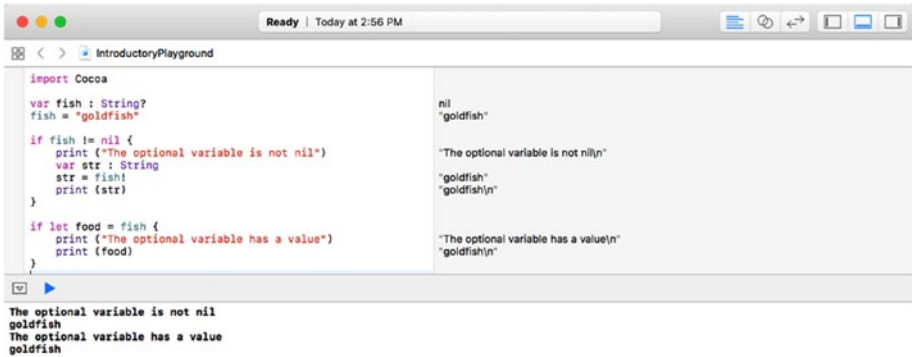 Ready | Today at 2:56 PM
IntroductoryPlayground
import Cocoa
var fish : String?
nil
fish = "goldfish"
"goldfish"
if fish != nil {
print ("The optional variable is not nil")
"The optional variable is not nil\n"
var str : String
str = fish!
"goldfish"
print (str)
"goldfish\n"
}
if let food = fish {
print ("The optional variable has a value")
"The optional variable has a value\n"
print (food)
"goldfish\n"
}
The optional variable is not nil
goldfish
The optional variable has a value
goldfish